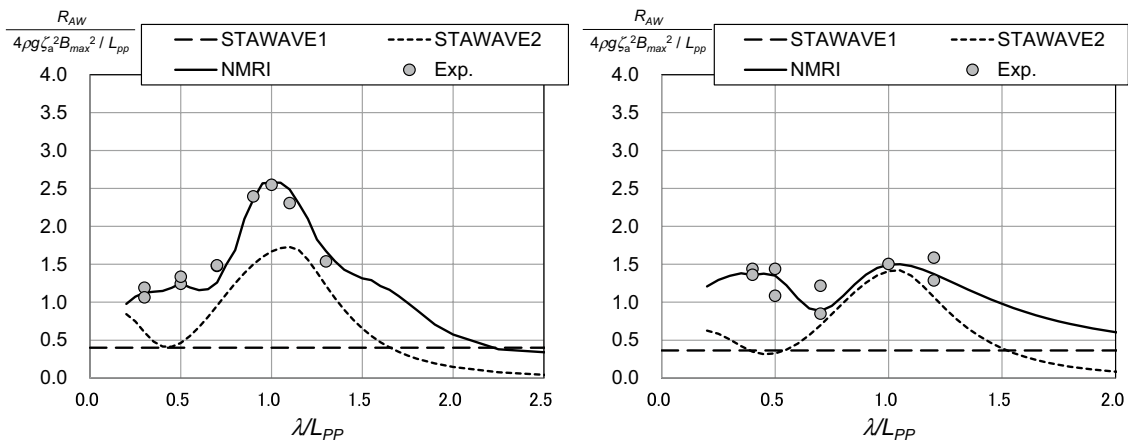 R_AW
4ρgζ_a²B_max² / L_pp
STAWAVE1 STAWAVE2
NMRI Exp.
4.0
3.5
3.0
2.5
2.0
1.5
1.0
0.5
0.0
0.0 0.5 1.0 1.5 2.0 2.5
λ/L_PP
R_AW
4ρgζ_a²B_max² / L_pp
STAWAVE1 STAWAVE2
NMRI Exp.
4.0
3.5
3.0
2.5
2.0
1.5
1.0
0.5
0.0
0.0 0.5 1.0 1.5 2.0
λ/L_PP